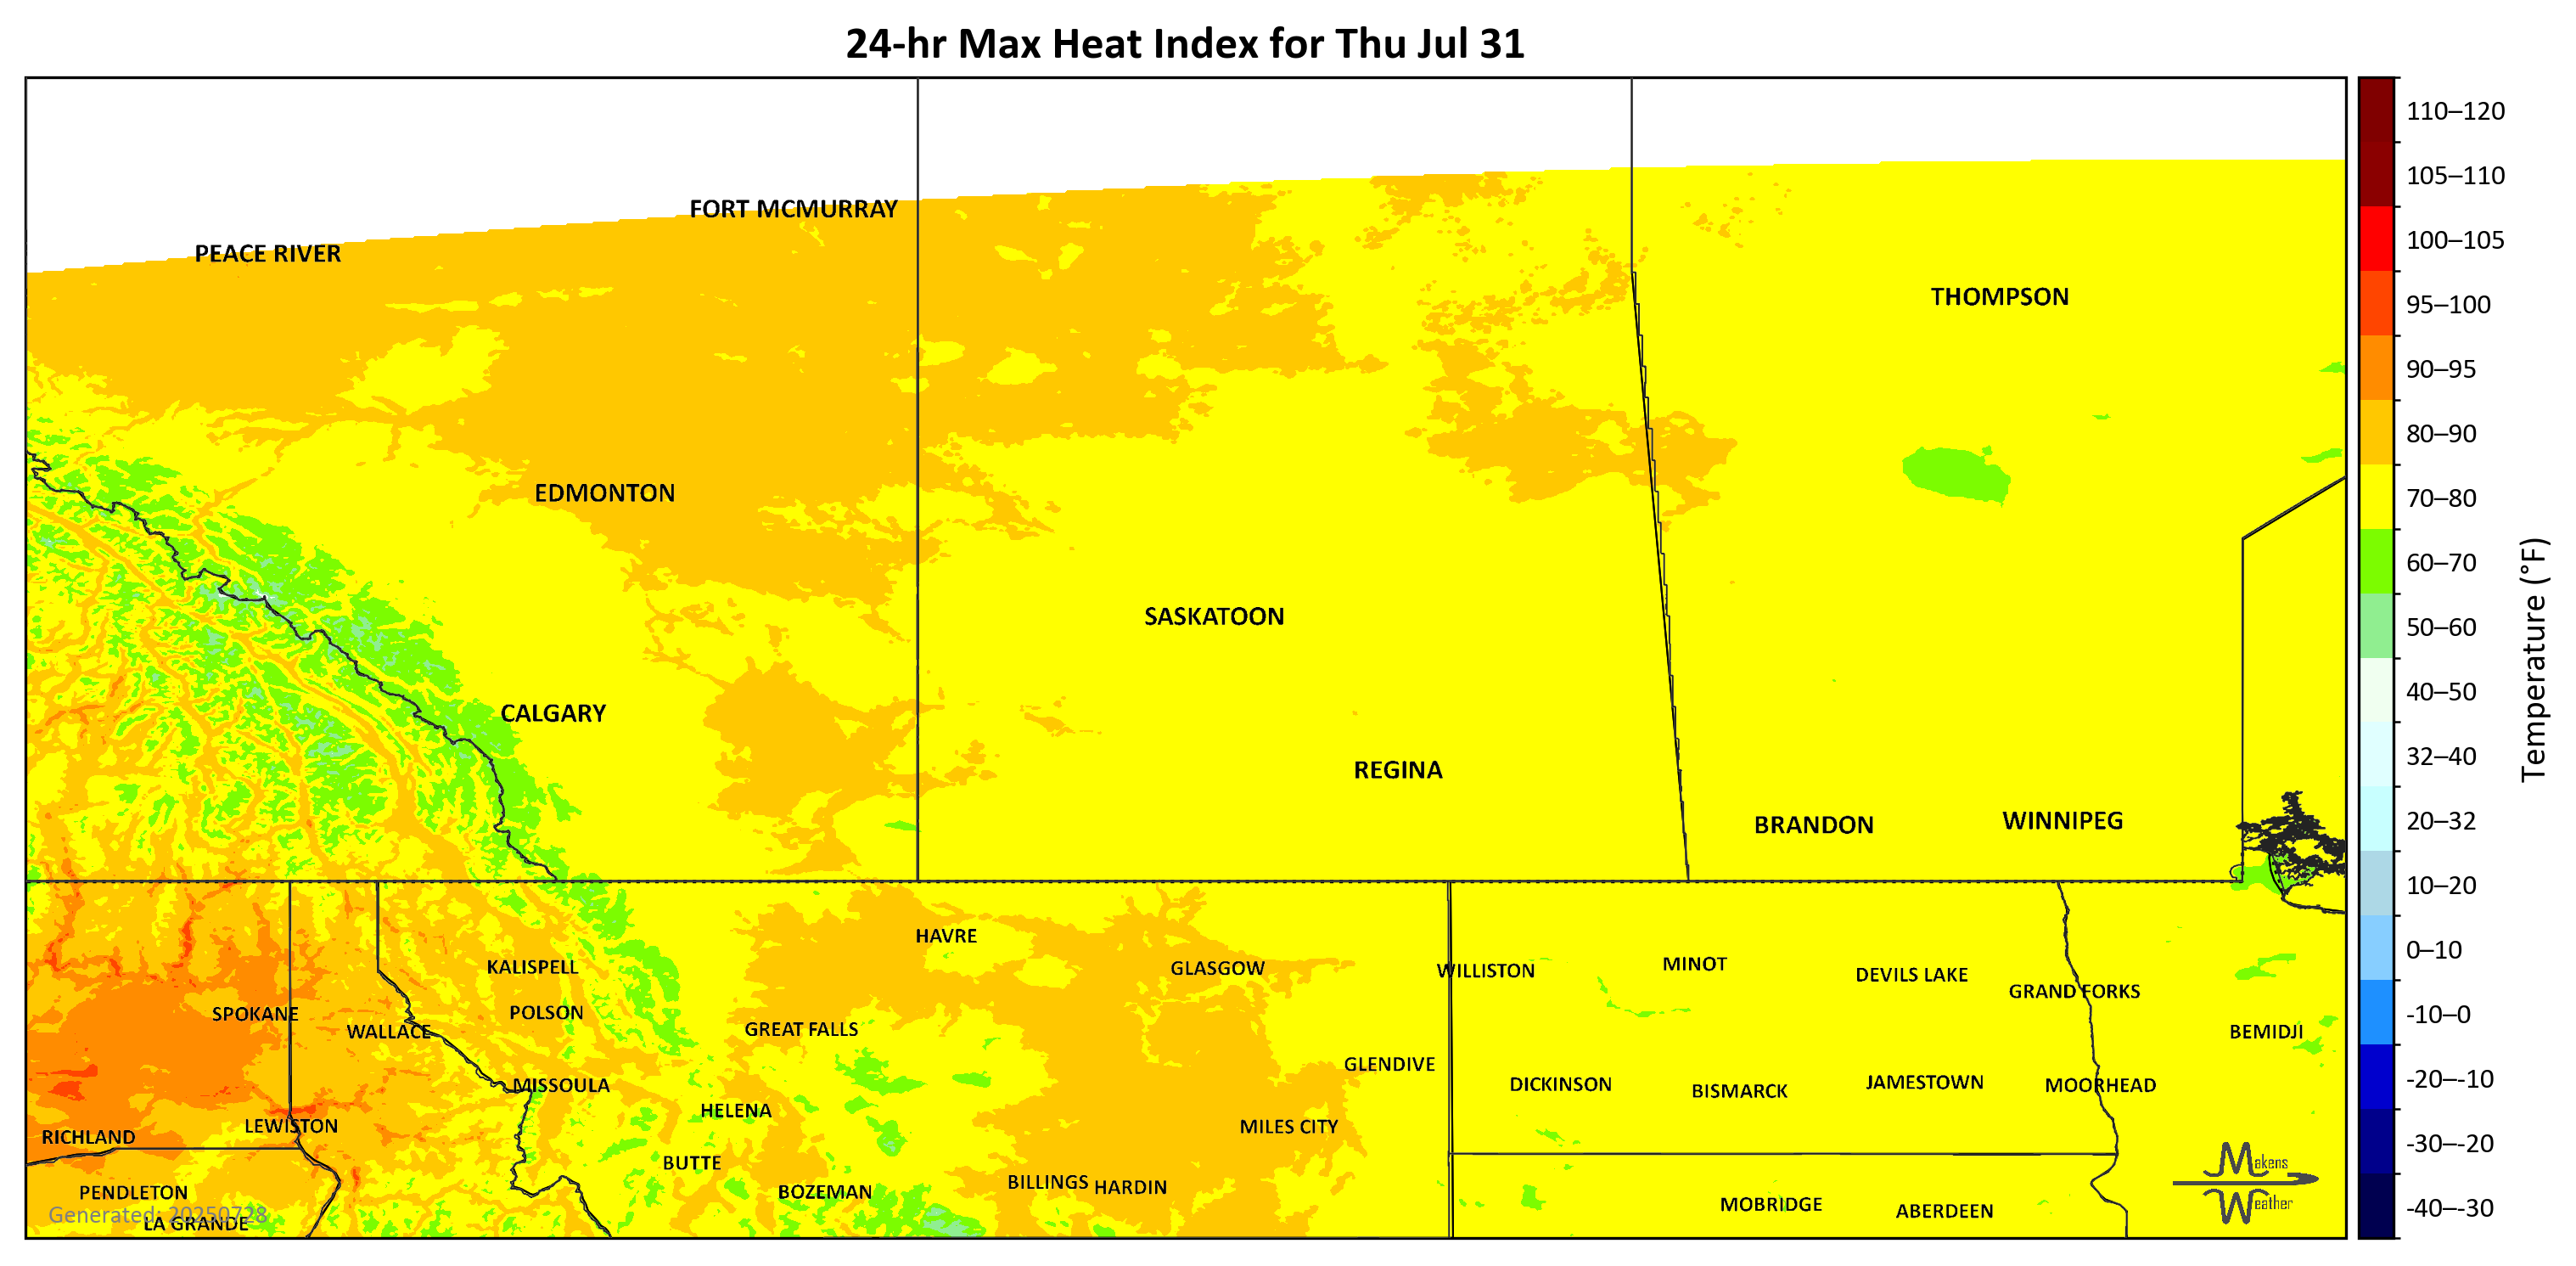 24-hr Max Heat Index for Thu Jul 31
110–120
105–110
100–105
95–100
90–95
80–90
70–80
60–70
50–60
40–50
32–40
20–32
10–20
0–10
-10–0
-20–-10
-30–-20
-40–-30
Temperature (°F)
FORT MCMURRAY
PEACE RIVER
THOMPSON
EDMONTON
SASKATOON
CALGARY
REGINA
BRANDON
WINNIPEG
HAVRE
KALISPELL
GLASGOW
WILLISTON
MINOT
DEVILS LAKE
GRAND FORKS
SPOKANE
POLSON
WALLACE
GREAT FALLS
BEMIDJI
GLENDIVE
MISSOULA
DICKINSON
BISMARCK
JAMESTOWN
MOORHEAD
HELENA
LEWISTON
MILES CITY
RICHLAND
BUTTE
BILLINGS
HARDIN
PENDLETON
BOZEMAN
MOBRIDGE
ABERDEEN
Generated: 20250728
LA GRANDE
Makens
Weather